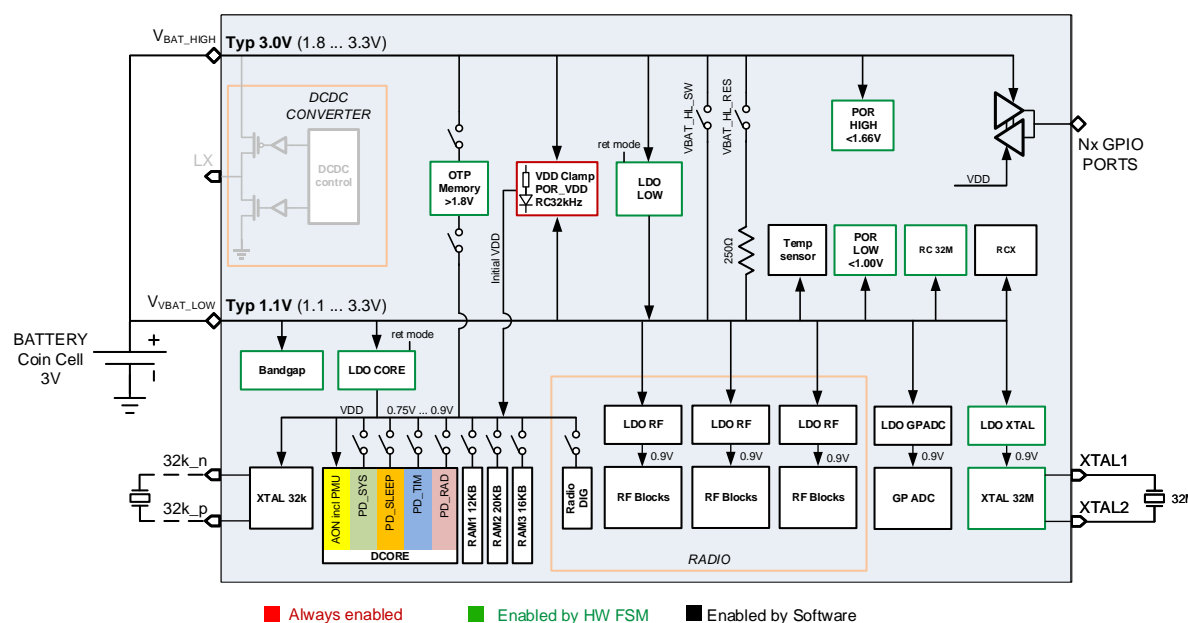 VBAT_HIGH
Typ 3.0V (1.8 ... 3.3V)
DCDC
CONVERTER
LX
DCDC
control
OTP
Memory
>1.8V
VDD Clamp
POR_VDD
RC32kHz
Initial VDD
ret mode
LDO
LOW
VBAT_HL_SW
VBAT_HL_RES
250Ω
POR
HIGH
<1.66V
VDD
Nx GPIO
PORTS
Temp
sensor
POR
LOW
<1.00V
RC 32M
RCX
VVBAT_LOW
Typ 1.1V (1.1 ... 3.3V)
BATTERY
Coin Cell
3V
+
Bandgap
LDO CORE
ret mode
VDD
0.75V ... 0.9V
LDO RF
LDO RF
LDO RF
LDO GPADC
LDO XTAL
0.9V
0.9V
0.9V
0.9V
0.9V
32k_n
32k_p
XTAL 32k
AON incl PMU
PD_SYS
PD_SLEEP
PD_TIM
PD_RAD
DCORE
RAM1 12KB
RAM2 20KB
RAM3 16KB
Radio
DIG
RF Blocks
RF Blocks
RF Blocks
GP ADC
XTAL 32M
XTAL1
XTAL2
32M
RADIO
Always enabled
Enabled by HW FSM
Enabled by Software